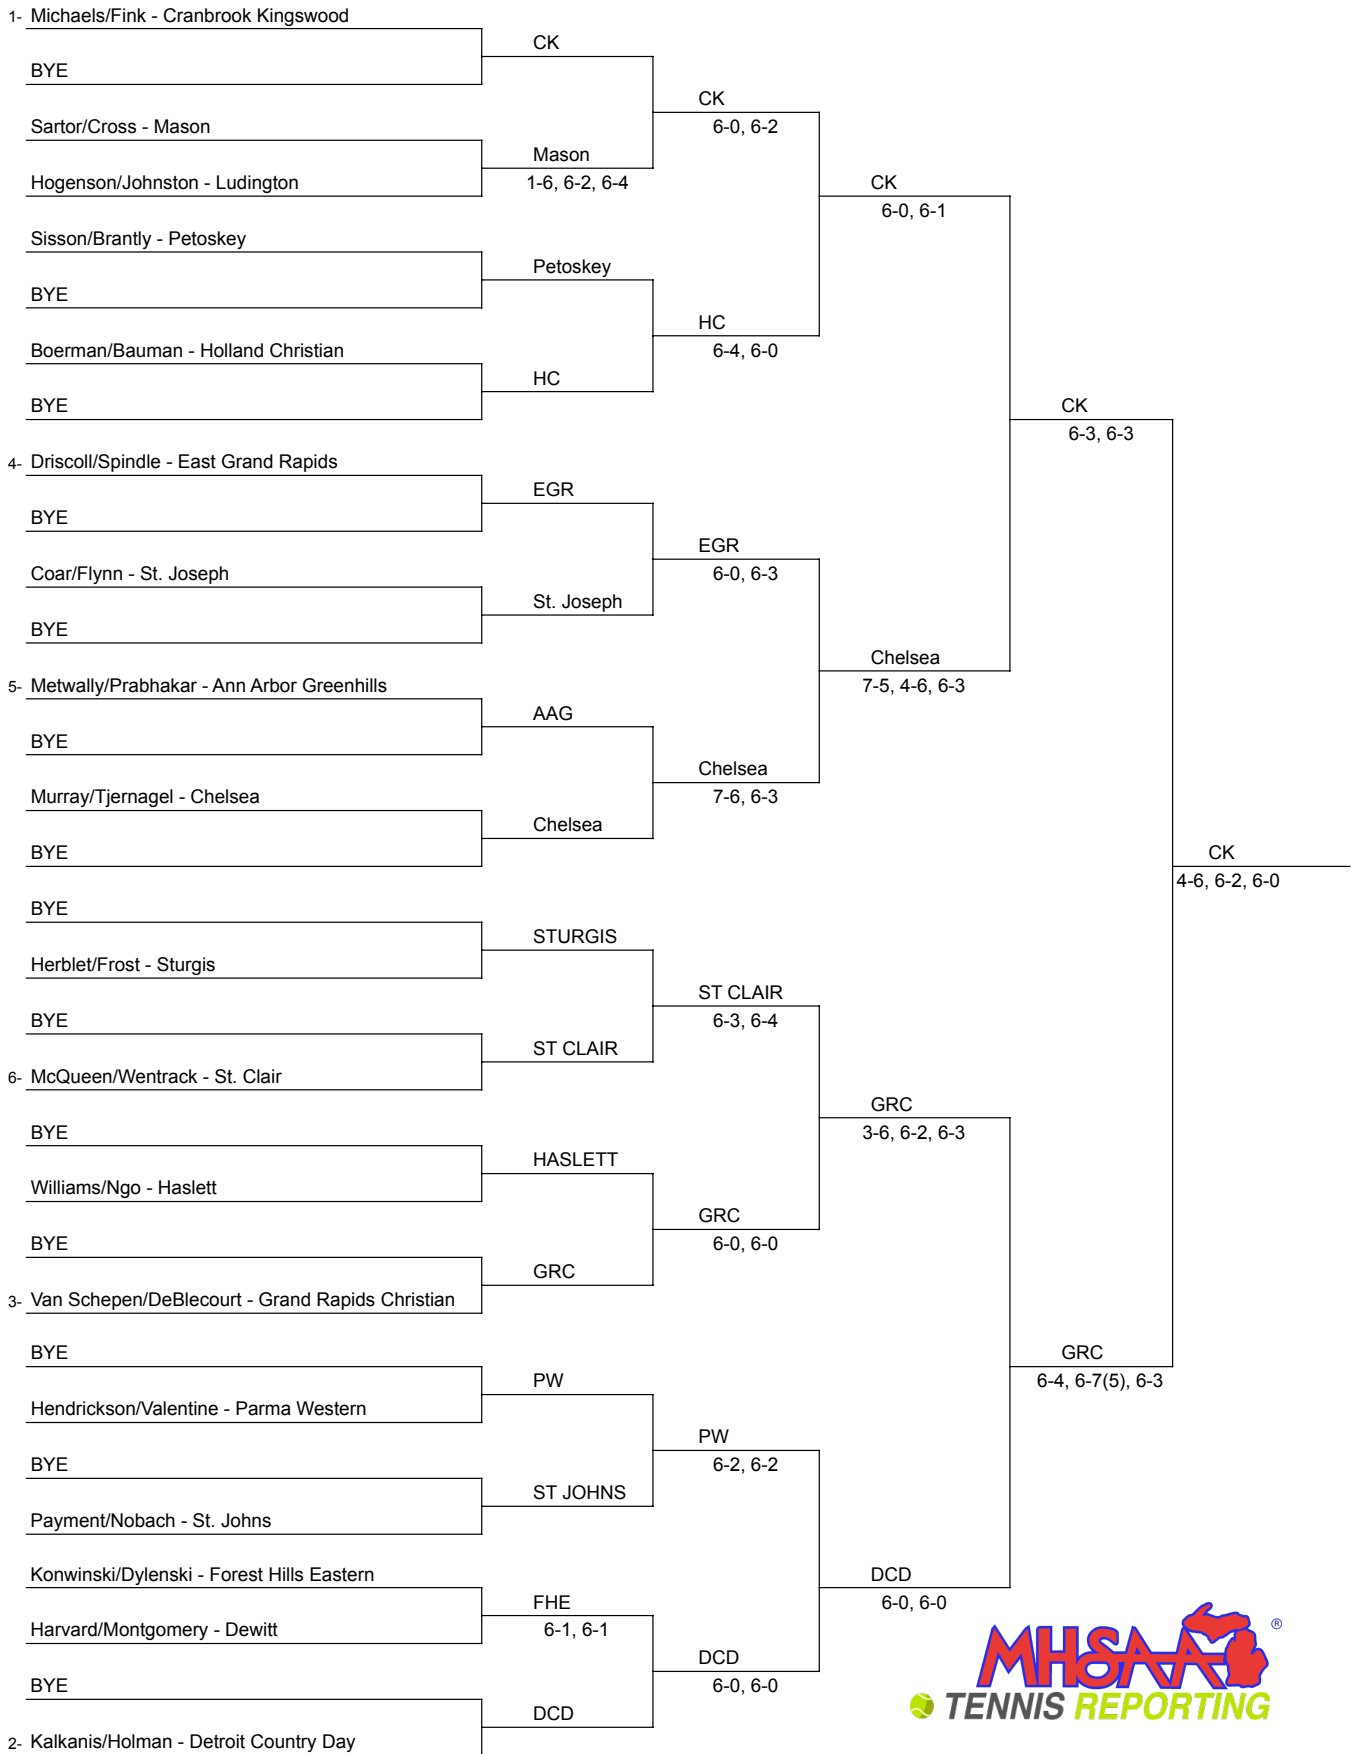 1- Michaels/Fink - Cranbrook Kingswood
CK
BYE
CK
Sartor/Cross - Mason
6-0, 6-2
Mason
Hogenson/Johnston - Ludington
1-6, 6-2, 6-4
CK
6-0, 6-1
Sisson/Brantly - Petoskey
Petoskey
BYE
HC
Boerman/Bauman - Holland Christian
6-4, 6-0
HC
BYE
CK
6-3, 6-3
4- Driscoll/Spindle - East Grand Rapids
EGR
BYE
EGR
Coar/Flynn - St. Joseph
6-0, 6-3
St. Joseph
BYE
Chelsea
5- Metwally/Prabhakar - Ann Arbor Greenhills
7-5, 4-6, 6-3
AAG
BYE
Chelsea
Murray/Tjernagel - Chelsea
7-6, 6-3
Chelsea
BYE
CK
4-6, 6-2, 6-0
BYE
STURGIS
Herblet/Frost - Sturgis
ST CLAIR
BYE
6-3, 6-4
ST CLAIR
6- McQueen/Wentrack - St. Clair
GRC
BYE
3-6, 6-2, 6-3
HASLETT
Williams/Ngo - Haslett
GRC
BYE
6-0, 6-0
GRC
3- Van Schepen/DeBlecourt - Grand Rapids Christian
BYE
GRC
PW
6-4, 6-7(5), 6-3
Hendrickson/Valentine - Parma Western
PW
BYE
6-2, 6-2
ST JOHNS
Payment/Nobach - St. Johns
Konwinski/Dylenski - Forest Hills Eastern
DCD
FHE
6-0, 6-0
Harvard/Montgomery - Dewitt
6-1, 6-1
DCD
BYE
6-0, 6-0
DCD
2- Kalkanis/Holman - Detroit Country Day
MHSAA ®
TENNIS REPORTING